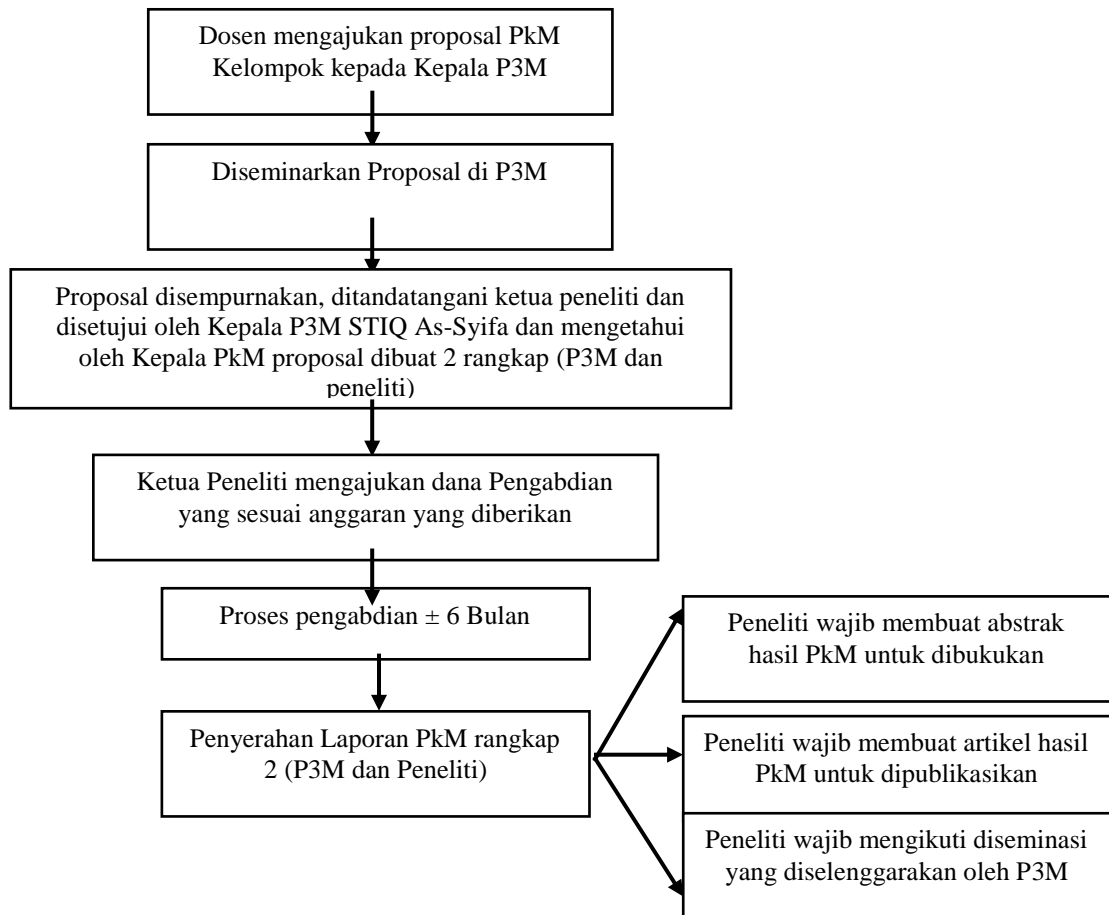 Dosen mengajukan proposal PkM
Kelompok kepada Kepala P3M
Diseminarkan Proposal di P3M
Proposal disempurnakan, ditandatangani ketua peneliti dan
disetujui oleh Kepala P3M STIQ As-Syifa dan mengetahui
oleh Kepala PkM proposal dibuat 2 rangkap (P3M dan
peneliti)
Ketua Peneliti mengajukan dana Pengabdian
yang sesuai anggaran yang diberikan
Proses pengabdian ± 6 Bulan
Penyerahan Laporan PkM rangkap
2 (P3M dan Peneliti)
Peneliti wajib membuat abstrak
hasil PkM untuk dibukukan
Peneliti wajib membuat artikel hasil
PkM untuk dipublikasikan
Peneliti wajib mengikuti diseminasi
yang diselenggarakan oleh P3M